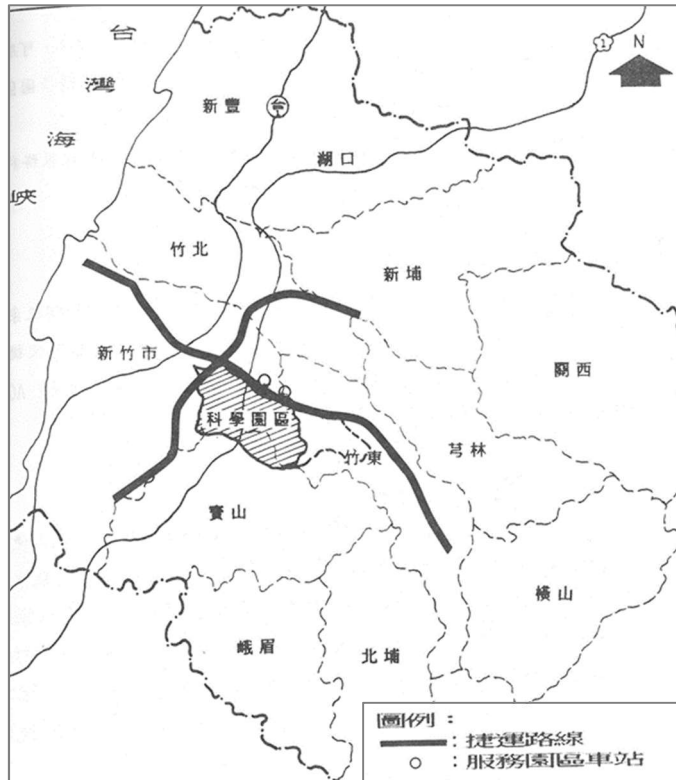 台灣海峽
N
1
新豐
台
湖口
竹北
新埔
新竹市
關西
科學園區
竹東
芎林
寶山
橫山
峨眉
北埔
圖例：
：捷運路線
：服務園區車站